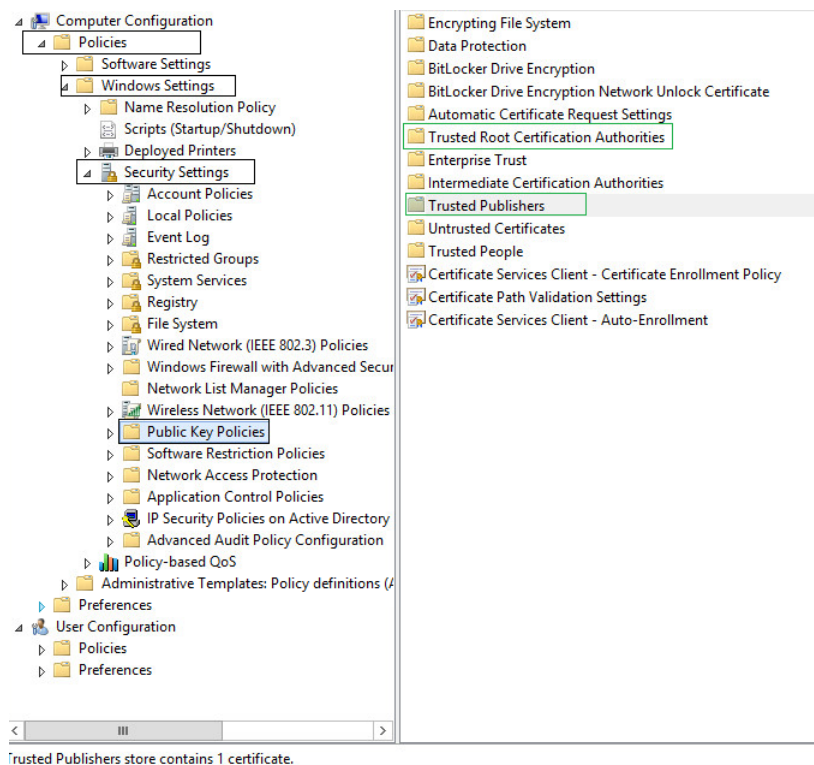 Computer Configuration
Policies
Software Settings
Windows Settings
Name Resolution Policy
Scripts (Startup/Shutdown)
Deployed Printers
Security Settings
Account Policies
Local Policies
Event Log
Restricted Groups
System Services
Registry
File System
Wired Network (IEEE 802.3) Policies
Windows Firewall with Advanced Secur
Network List Manager Policies
Wireless Network (IEEE 802.11) Policies
Public Key Policies
Software Restriction Policies
Network Access Protection
Application Control Policies
IP Security Policies on Active Directory
Advanced Audit Policy Configuration
Policy-based QoS
Administrative Templates: Policy definitions (A
Preferences
User Configuration
Policies
Preferences
Encrypting File System
Data Protection
BitLocker Drive Encryption
BitLocker Drive Encryption Network Unlock Certificate
Automatic Certificate Request Settings
Trusted Root Certification Authorities
Enterprise Trust
Intermediate Certification Authorities
Trusted Publishers
Untrusted Certificates
Trusted People
Certificate Services Client - Certificate Enrollment Policy
Certificate Path Validation Settings
Certificate Services Client - Auto-Enrollment
Trusted Publishers store contains 1 certificate.